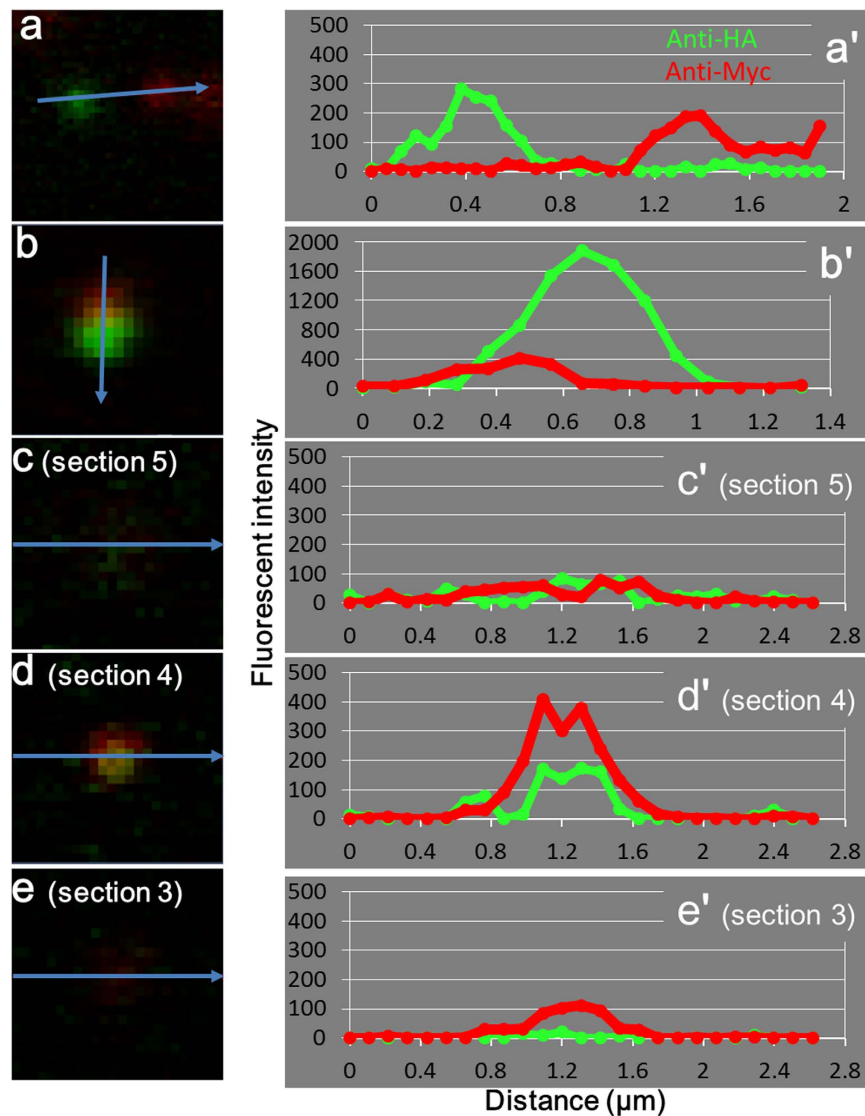 a
b
c (section 5)
d (section 4)
e (section 3)
Fluorescent intensity
500
400
300
200
100
0
Anti-HA
Anti-Myc
a'
0 0.4 0.8 1.2 1.6 2
2000
1600
1200
800
400
0
b'
0 0.2 0.4 0.6 0.8 1 1.2 1.4
500
400
300
200
100
0
c' (section 5)
0 0.4 0.8 1.2 1.6 2 2.4 2.8
500
400
300
200
100
0
d' (section 4)
0 0.4 0.8 1.2 1.6 2 2.4 2.8
500
400
300
200
100
0
e' (section 3)
0 0.4 0.8 1.2 1.6 2 2.4 2.8
Distance (µm)